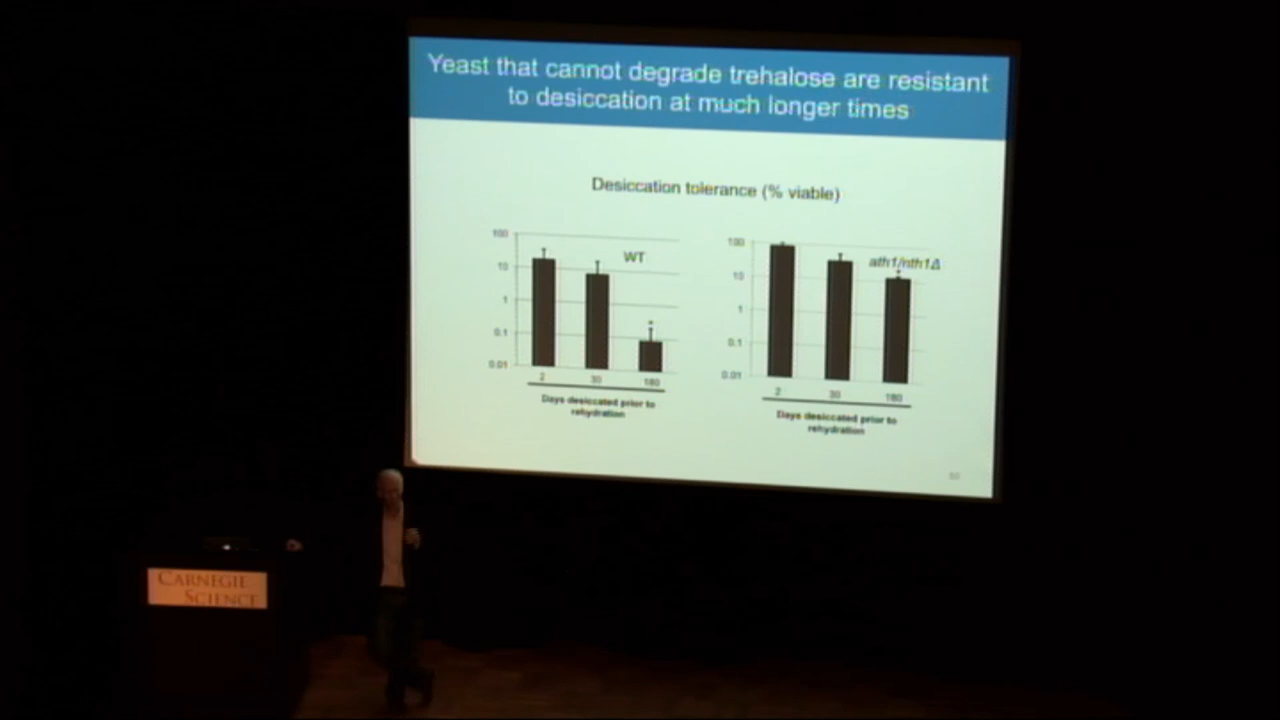 Yeast that cannot degrade trehalose are resistant
to desiccation at much longer times
Desiccation tolerance (% viable)
100
10
1
0.1
0.01
WT
2
30
180
Days desiccated prior to
rehydration
100
10
1
0.1
0.01
ath1/nth1Δ
2
30
180
Days desiccated prior to
rehydration
CARNEGIE
SCIENCE